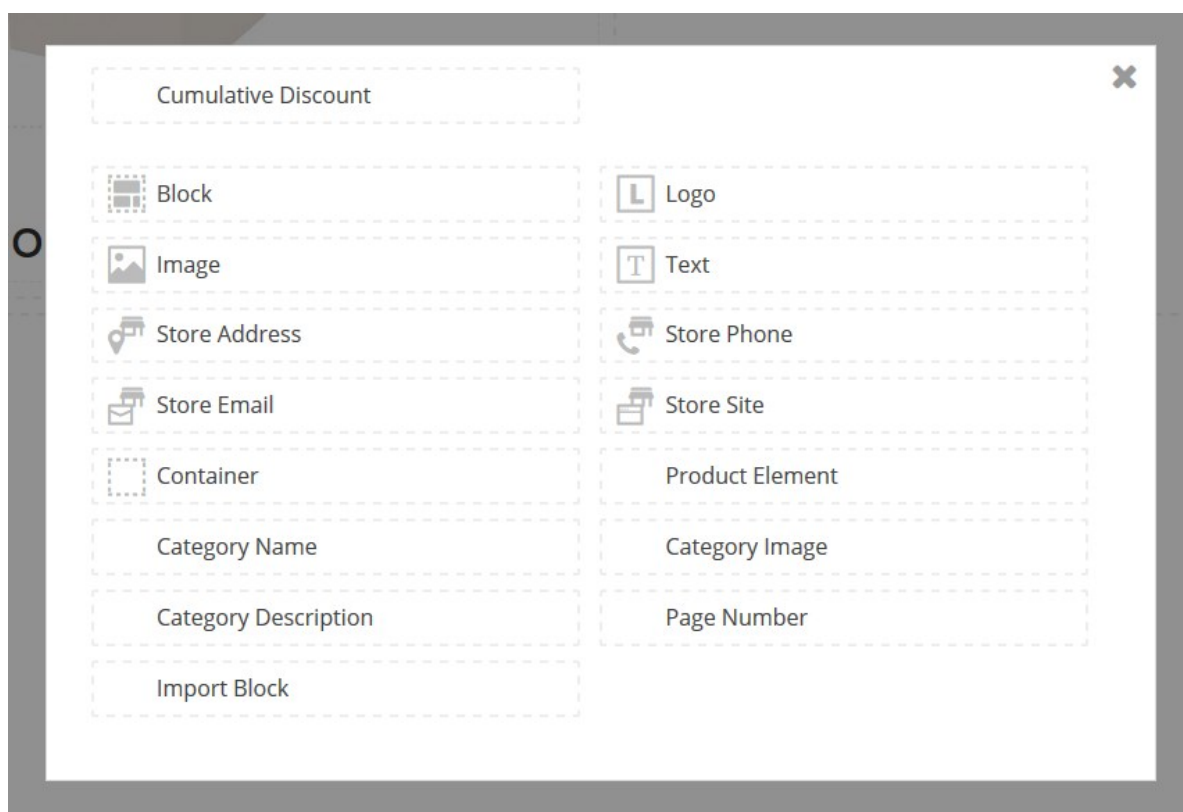 Cumulative Discount
Block
Logo
Image
Text
Store Address
Store Phone
Store Email
Store Site
Container
Product Element
Category Name
Category Image
Category Description
Page Number
Import Block